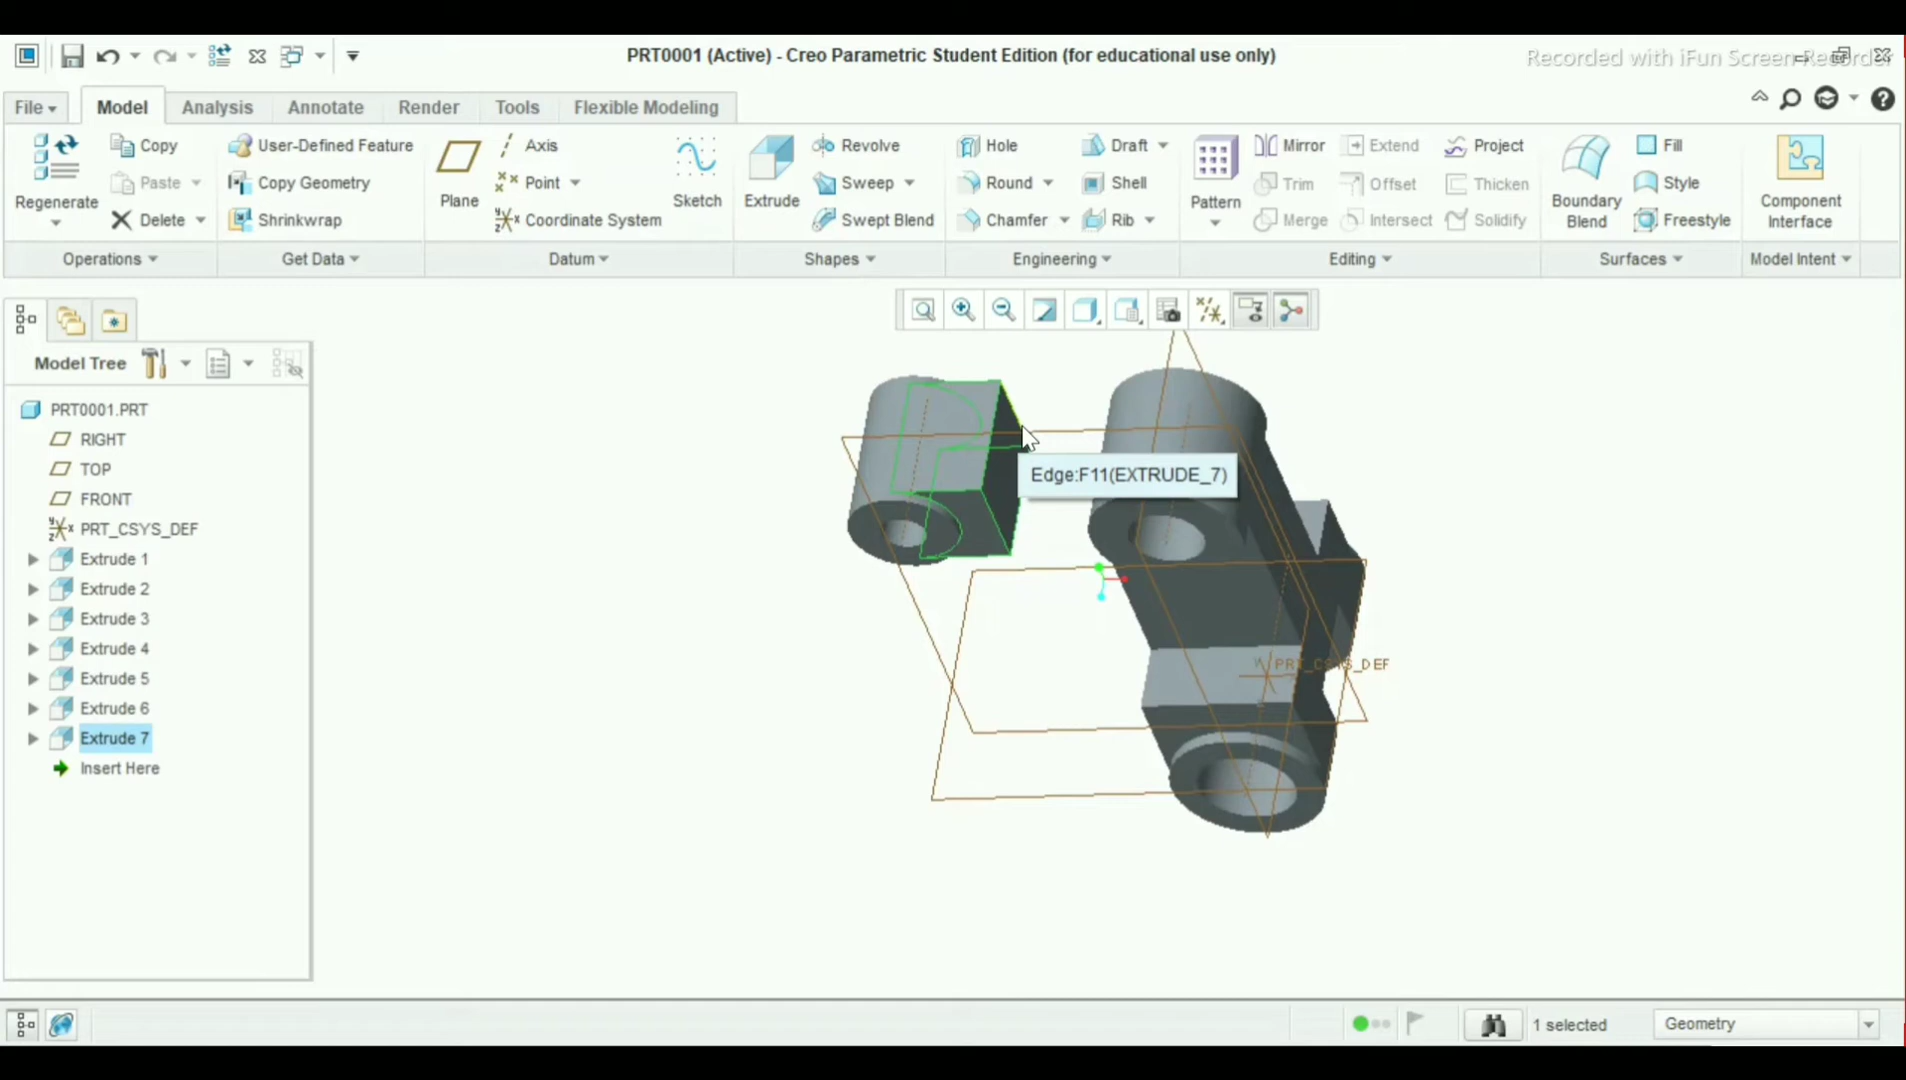 PRT0001 (Active) - Creo Parametric Student Edition (for educational use only)
Recorded with iFun Screen Recorder
File Model Analysis Annotate Render Tools Flexible Modeling
Regenerate
Copy
Paste
Delete
Operations
User-Defined Feature
Copy Geometry
Shrinkwrap
Get Data
Plane
Axis
Point
Coordinate System
Sketch
Datum
Extrude
Revolve
Sweep
Swept Blend
Shapes
Hole
Round
Chamfer
Draft
Shell
Rib
Engineering
Pattern
Mirror
Trim
Merge
Extend
Offset
Intersect
Project
Thicken
Solidify
Editing
Boundary
Blend
Fill
Style
Freestyle
Surfaces
Component
Interface
Model Intent
Model Tree
PRT0001.PRT
RIGHT
TOP
FRONT
PRT_CSYS_DEF
Extrude 1
Extrude 2
Extrude 3
Extrude 4
Extrude 5
Extrude 6
Extrude 7
Insert Here
Edge:F11(EXTRUDE_7)
PRT_CSYS_DEF
1 selected
Geometry